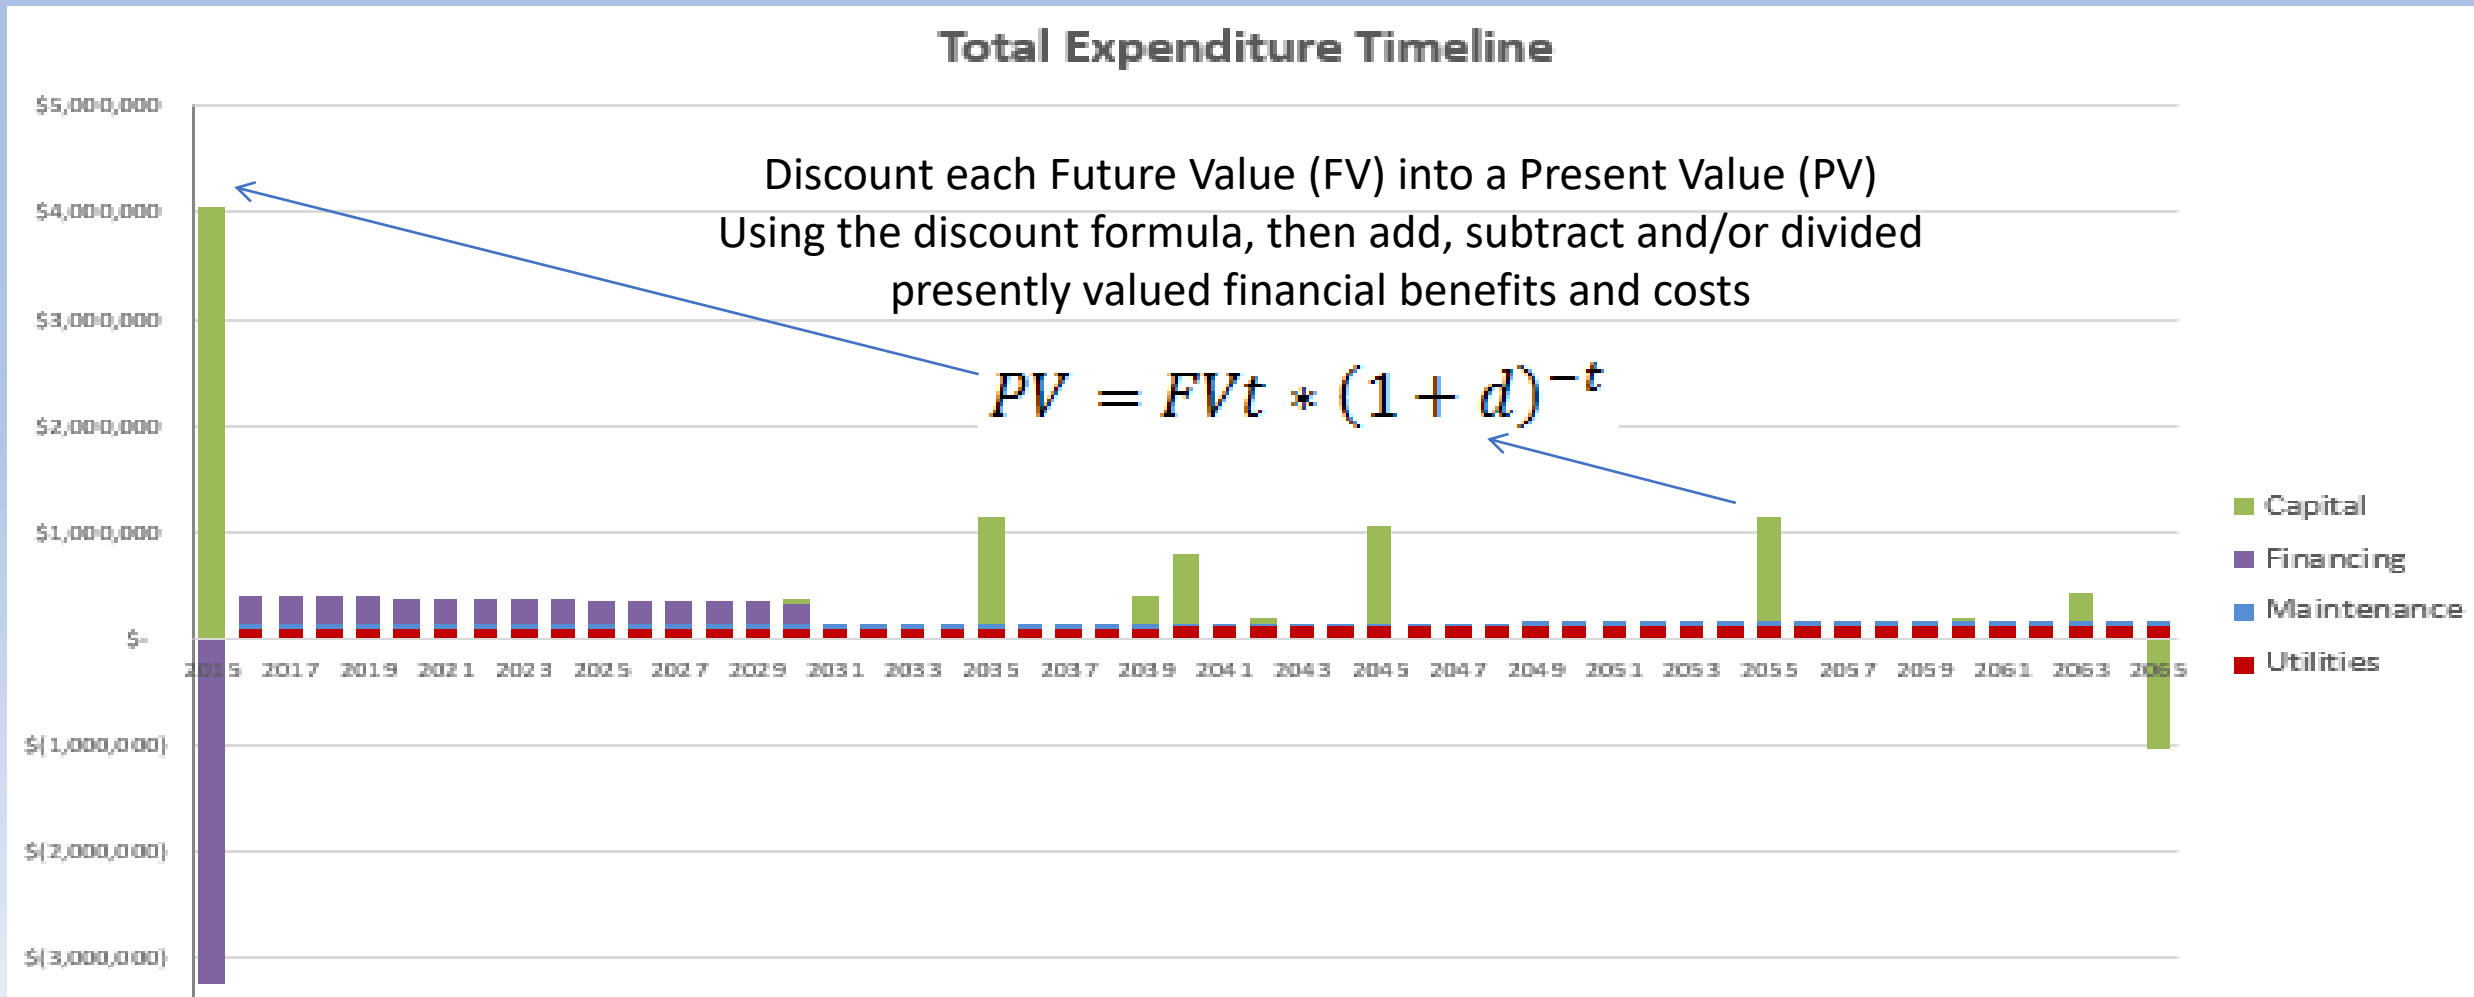 Total Expenditure Timeline
$5,000,000
$4,000,000
$3,000,000
$2,000,000
$1,000,000
$-
$(1,000,000)
$(2,000,000)
$(3,000,000)
Discount each Future Value (FV) into a Present Value (PV)
Using the discount formula, then add, subtract and/or divided
presently valued financial benefits and costs
PV = FVt * (1 + d)^{-t}
2015 2017 2019 2021 2023 2025 2027 2029 2031 2033 2035 2037 2039 2041 2043 2045 2047 2049 2051 2053 2055 2057 2059 2061 2063 2065
Capital
Financing
Maintenance
Utilities